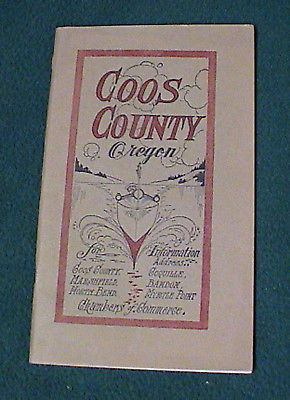 COOS
COUNTY
Oregon
For Information
Address:
COOS COUNTY, COQUILLE,
MARSHFIELD, BANDON,
NORTH BEND, MYRTLE POINT
Chambers of Commerce.